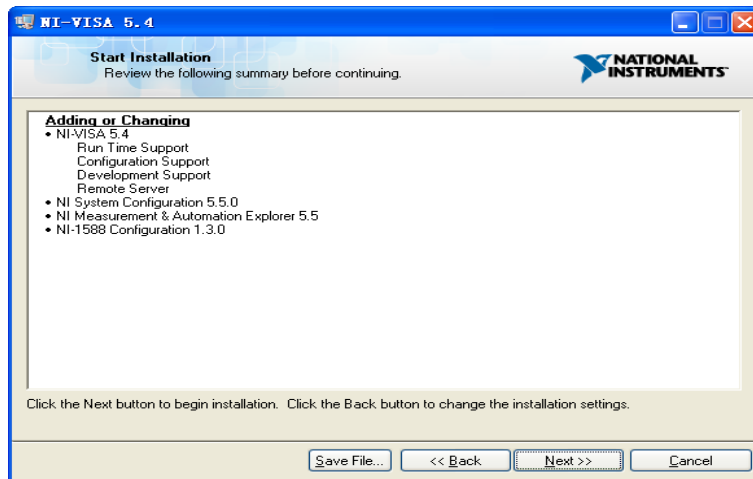 NI-VISA 5.4
Start Installation
Review the following summary before continuing.
NATIONAL
INSTRUMENTS
Adding or Changing
• NI-VISA 5.4
Run Time Support
Configuration Support
Development Support
Remote Server
• NI System Configuration 5.5.0
• NI Measurement & Automation Explorer 5.5
• NI-1588 Configuration 1.3.0
Click the Next button to begin installation. Click the Back button to change the installation settings.
Save File... << Back Next >> Cancel